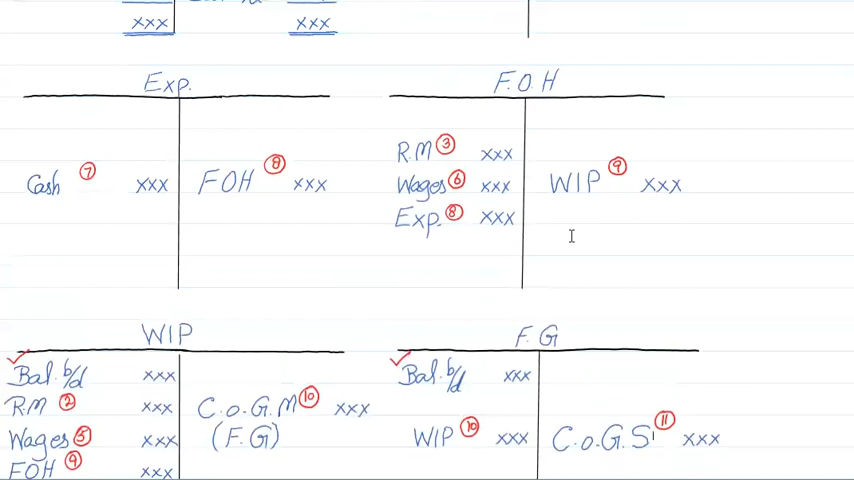 xxx xxx
Exp.
Cash ⑦ xxx FOH ⑧ xxx
F.O.H
R.M ③ xxx
Wages ⑥ xxx WIP ⑨ xxx
Exp. ⑧ xxx
WIP
Bal. b/d xxx
R.M ② xxx C.o.G.M ⑩ xxx
Wages ⑤ xxx (F.G)
FOH ⑨ xxx
F.G
Bal. b/d xxx
WIP ⑩ xxx C.o.G.S ⑪ xxx